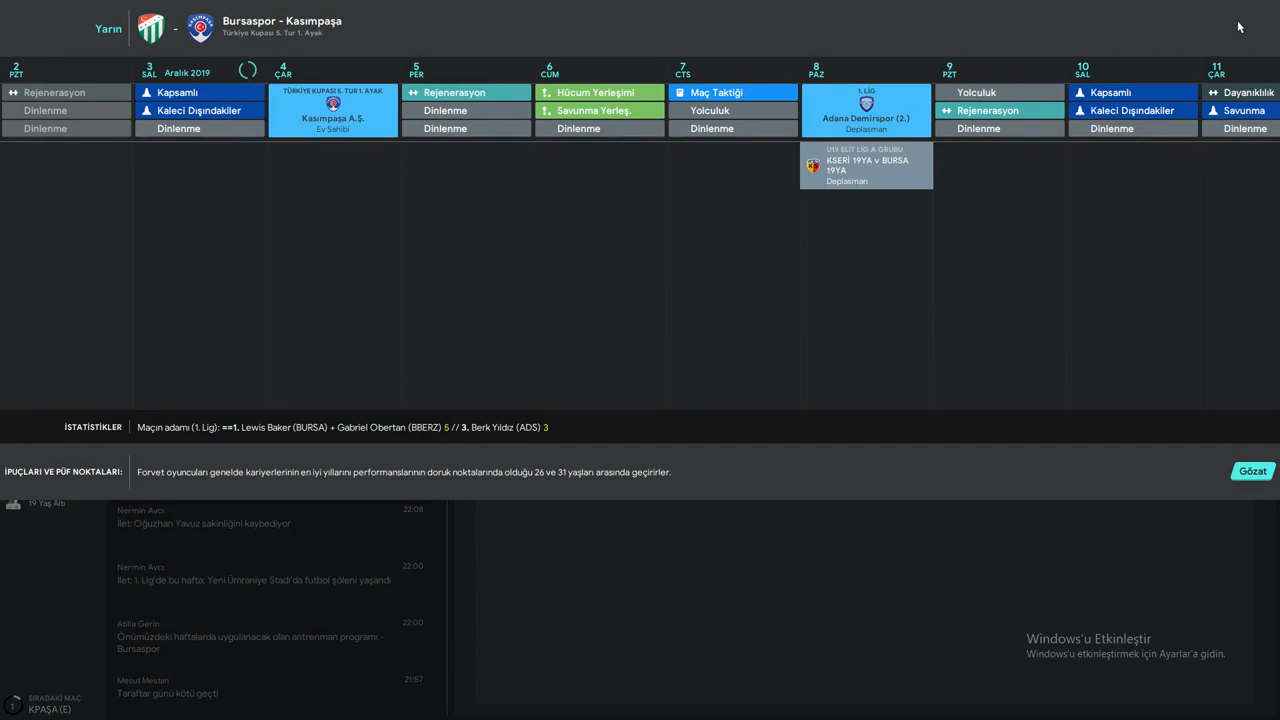 Yarın
-
Bursaspor - Kasımpaşa
Türkiye Kupası 5. Tur 1. Ayak
2
PZT
3
SAL
Aralık 2019
4
ÇAR
5
PER
6
CUM
7
CTS
8
PAZ
9
PZT
10
SAL
11
ÇAR
Rejenerasyon
Dinlenme
Dinlenme
Kapsamlı
Kaleci Dışındakiler
Dinlenme
TÜRKİYE KUPASI 5. TUR 1. AYAK
Kasımpaşa A.Ş.
Ev Sahibi
Rejenerasyon
Dinlenme
Dinlenme
Hücum Yerleşimi
Savunma Yerleş.
Dinlenme
Maç Taktiği
Yolculuk
Dinlenme
1. LİG
Adana Demirspor (2.)
Deplasman
U19 ELİT LİG A GRUBU
KSERİ 19YA v BURSA
19YA
Deplasman
Yolculuk
Rejenerasyon
Dinlenme
Kapsamlı
Kaleci Dışındakiler
Dinlenme
Dayanıklılık
Savunma
Dinlenme
İSTATİSTİKLER
Maçın adamı (1. Lig): ==1. Lewis Baker (BURSA) + Gabriel Obertan (BBERZ) 5 // 3. Berk Yıldız (ADS) 3
İPUÇLARI VE PÜF NOKTALARI:
Forvet oyuncuları genelde kariyerlerinin en iyi yıllarını performanslarının doruk noktalarında olduğu 26 ve 31 yaşları arasında geçirirler.
Gözat
19 Yaş Altı
Nermin Avcı
22:08
İlet: Oğuzhan Yavuz sakinliğini kaybediyor
Nermin Avcı
22:00
İlet: 1. Lig'de bu hafta: Yeni Ümraniye Stadı'da futbol şöleni yaşandı
Atilla Gerin
22:00
Önümüzdeki haftalarda uygulanacak olan antrenman programı -
Bursaspor
Mesut Mestan
21:57
Taraftar günü kötü geçti
1
SIRADAKİ MAÇ
KPAŞA (E)
Windows'u Etkinleştir
Windows'u etkinleştirmek için Ayarlar'a gidin.